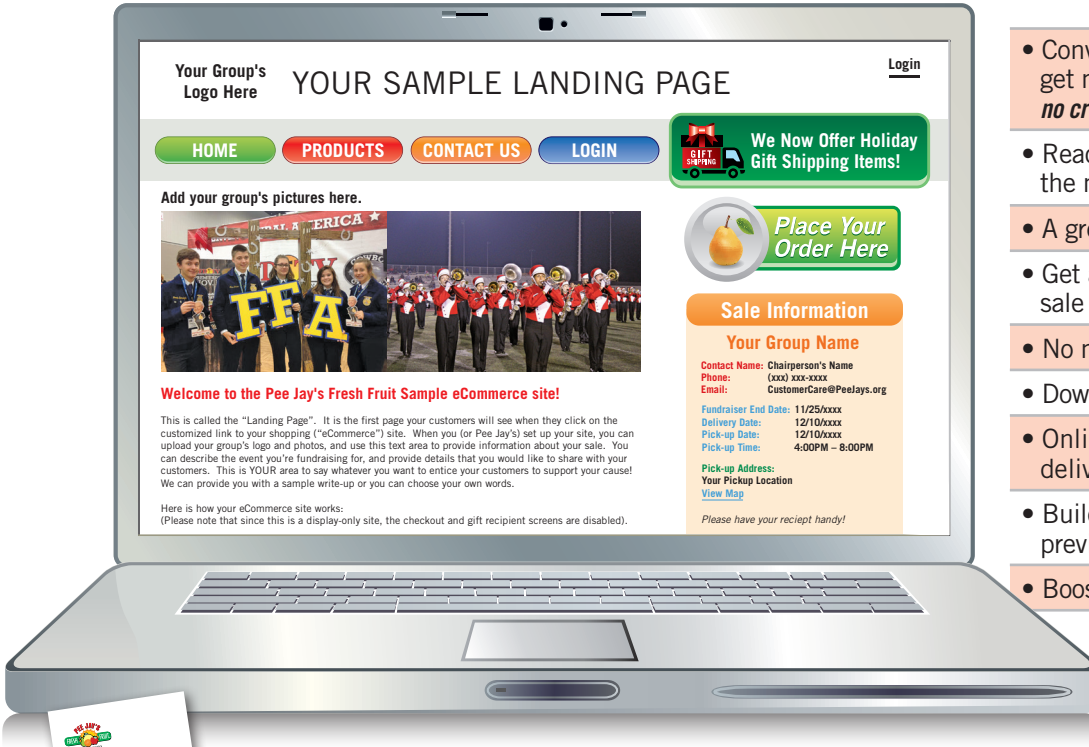 Your Group's
Logo Here
YOUR SAMPLE LANDING PAGE
Login
HOME
PRODUCTS
CONTACT US
LOGIN
GIFT
SHIPPING
We Now Offer Holiday
Gift Shipping Items!
Add your group's pictures here.
FFA
Place Your
Order Here
Welcome to the Pee Jay's Fresh Fruit Sample eCommerce site!
This is called the “Landing Page”. It is the first page your customers will see when they click on the
customized link to your shopping (“eCommerce”) site. When you (or Pee Jay's) set up your site, you can
upload your group's logo and photos, and use this text area to provide information about your sale. You
can describe the event you're fundraising for, and provide details that you would like to share with your
customers. This is YOUR area to say whatever you want to entice your customers to support your cause!
We can provide you with a sample write-up or you can choose your own words.
Here is how your eCommerce site works:
(Please note that since this is a display-only site, the checkout and gift recipient screens are disabled).
Sale Information
Your Group Name
Contact Name: Chairperson's Name
Phone: (xxx) xxx-xxxx
Email: CustomerCare@PeeJays.org
Fundraiser End Date: 11/25/xxxx
Delivery Date: 12/10/xxxx
Pick-up Date: 12/10/xxxx
Pick-up Time: 4:00PM – 8:00PM
Pick-up Address:
Your Pickup Location
View Map
Please have your reciept handy!
• Conv
get
no cr
• Reac
the
• A gr
• Get
sale
• No
• Dow
• Onli
deliv
• Buil
prev
• Boos
PEE JAY'S
FRESH FRUIT